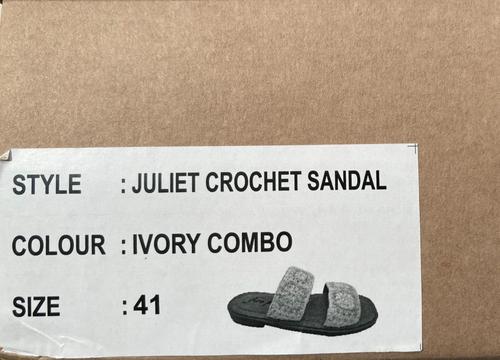 STYLE : JULIET CROCHET SANDAL
COLOUR : IVORY COMBO
SIZE : 41